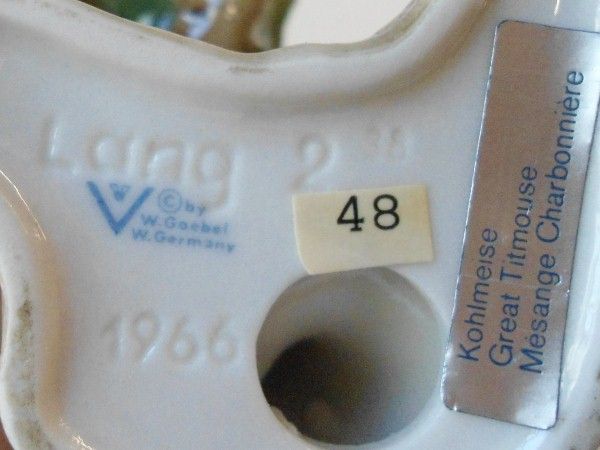 Lang 2
© by
W. Goebel
W. Germany
48
1966
Kohlmeise
Great Titmouse
Mésange Charbonnière